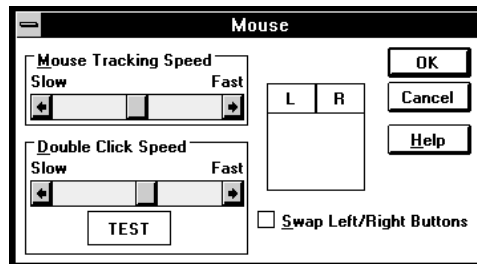 Mouse
Mouse Tracking Speed
Slow Fast
Double Click Speed
Slow Fast
TEST
L R
Swap Left/Right Buttons
OK
Cancel
Help